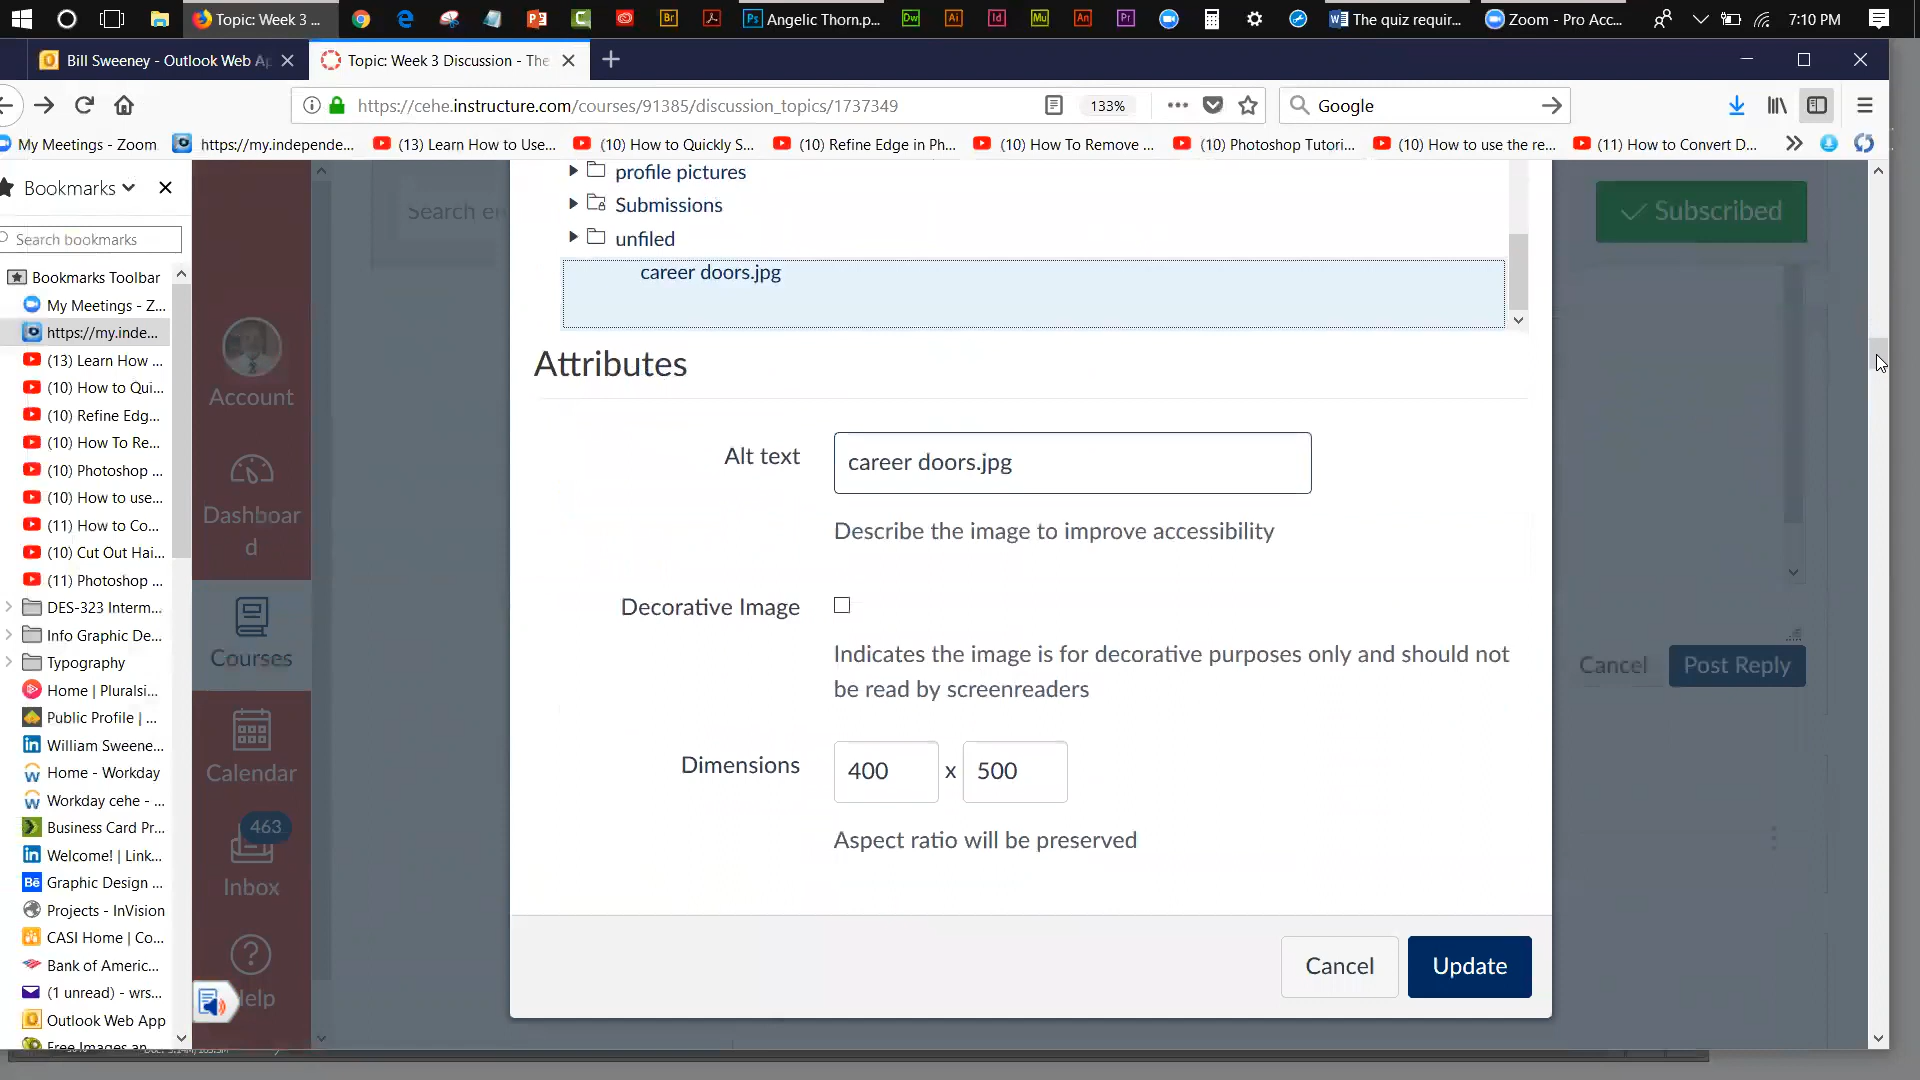 Topic: Week 3 ...
Angelic Thorn.p...
The quiz requir...
Zoom - Pro Acc...
7:10 PM
Bill Sweeney - Outlook Web Ap
Topic: Week 3 Discussion - The
https://cehe.instructure.com/courses/91385/discussion_topics/1737349
133%
Google
My Meetings - Zoom
https://my.independe...
(13) Learn How to Use...
(10) How to Quickly S...
(10) Refine Edge in Ph...
(10) How To Remove ...
(10) Photoshop Tutori...
(10) How to use the re...
(11) How to Convert D...
Bookmarks
Search bookmarks
Bookmarks Toolbar
My Meetings - Z...
https://my.inde...
(13) Learn How ...
(10) How to Qui...
(10) Refine Edg...
(10) How To Re...
(10) Photoshop ...
(10) How to use...
(11) How to Co...
(10) Cut Out Hai...
(11) Photoshop ...
DES-323 Interm...
Info Graphic De...
Typography
Home | Pluralsi...
Public Profile | ...
William Sweene...
Home - Workday
Workday cehe - ...
Business Card Pr...
Welcome! | Link...
Graphic Design ...
Projects - InVision
CASI Home | Co...
Bank of Americ...
(1 unread) - wrs...
Outlook Web App
Account
Dashboar
d
Courses
Calendar
463
Inbox
elp
Search en
Subscribed
profile pictures
Submissions
unfiled
career doors.jpg
Attributes
Alt text
career doors.jpg
Describe the image to improve accessibility
Decorative Image
Indicates the image is for decorative purposes only and should not
be read by screenreaders
Dimensions
400 x 500
Aspect ratio will be preserved
Cancel
Update
Cancel
Post Reply